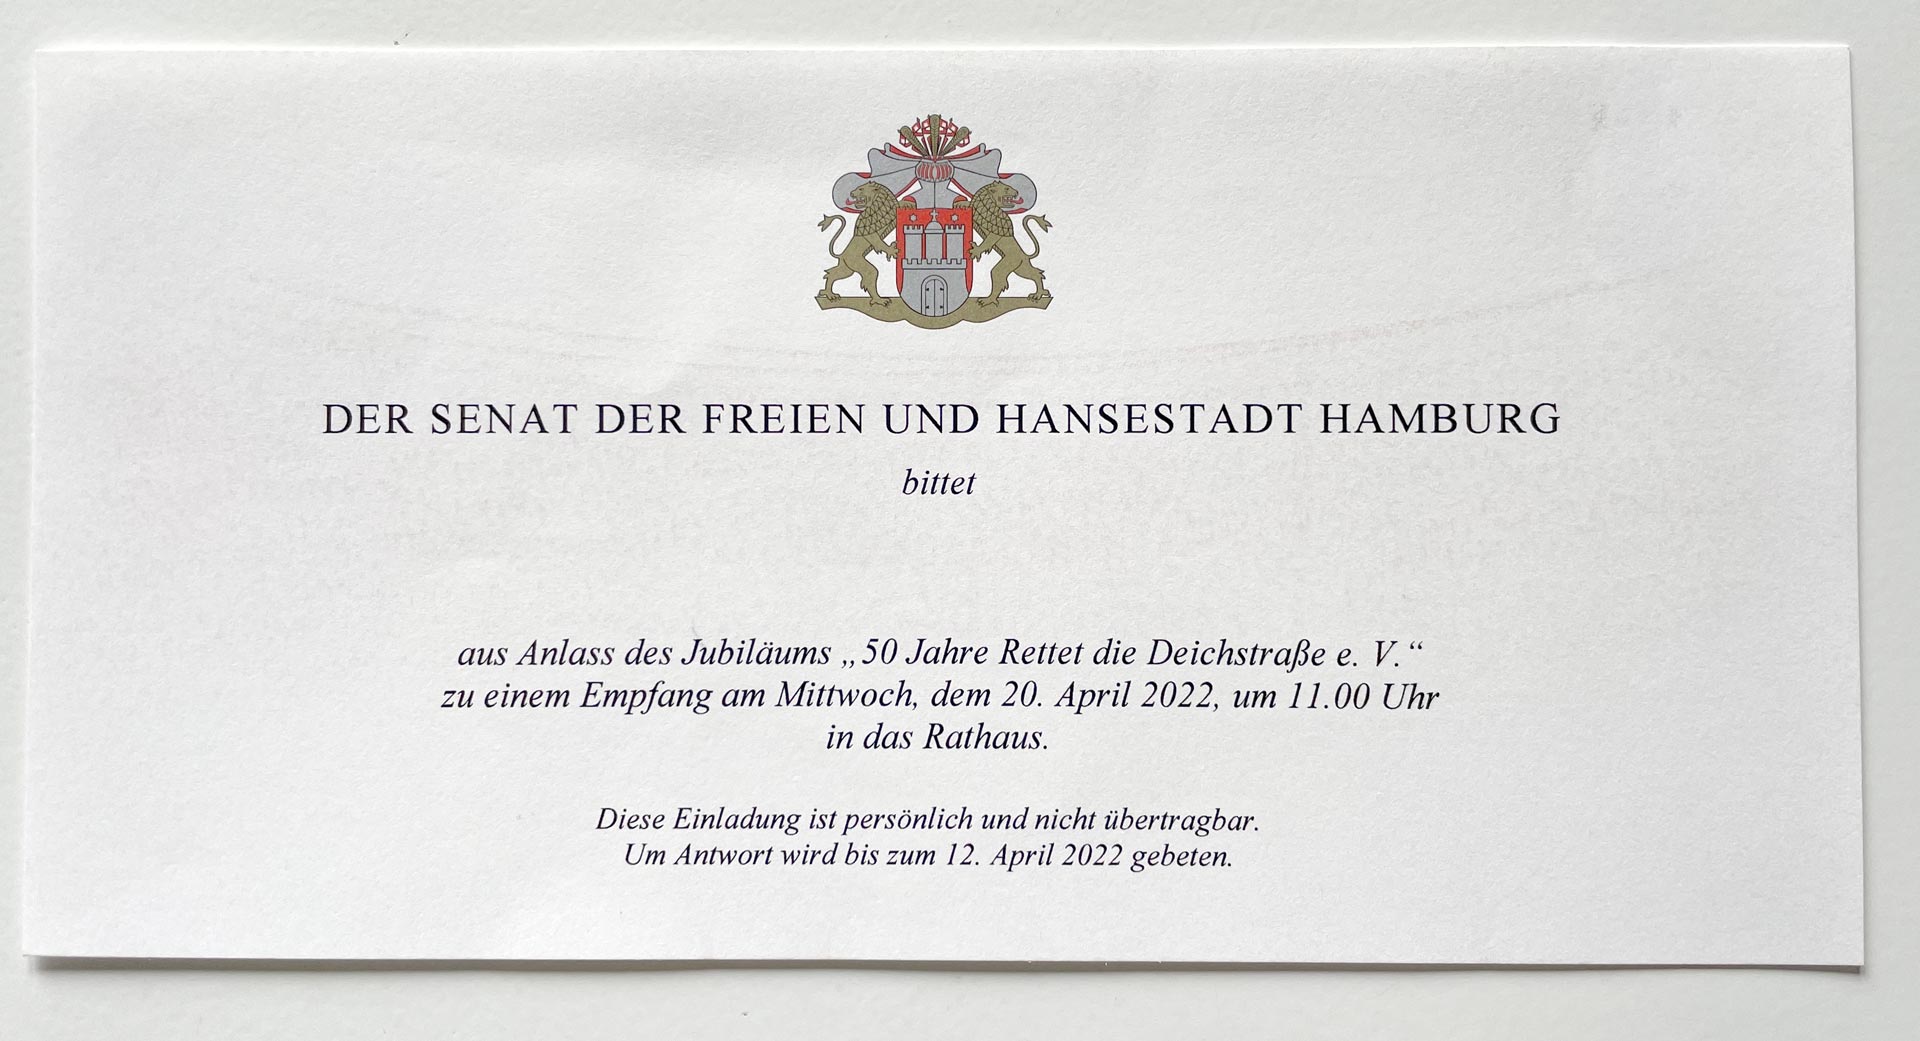 DER SENAT DER FREIEN UND HANSESTADT HAMBURG
bittet
aus Anlass des Jubiläums „50 Jahre Rettet die Deichstraße e. V.“
zu einem Empfang am Mittwoch, dem 20. April 2022, um 11.00 Uhr
in das Rathaus.
Diese Einladung ist persönlich und nicht übertragbar.
Um Antwort wird bis zum 12. April 2022 gebeten.